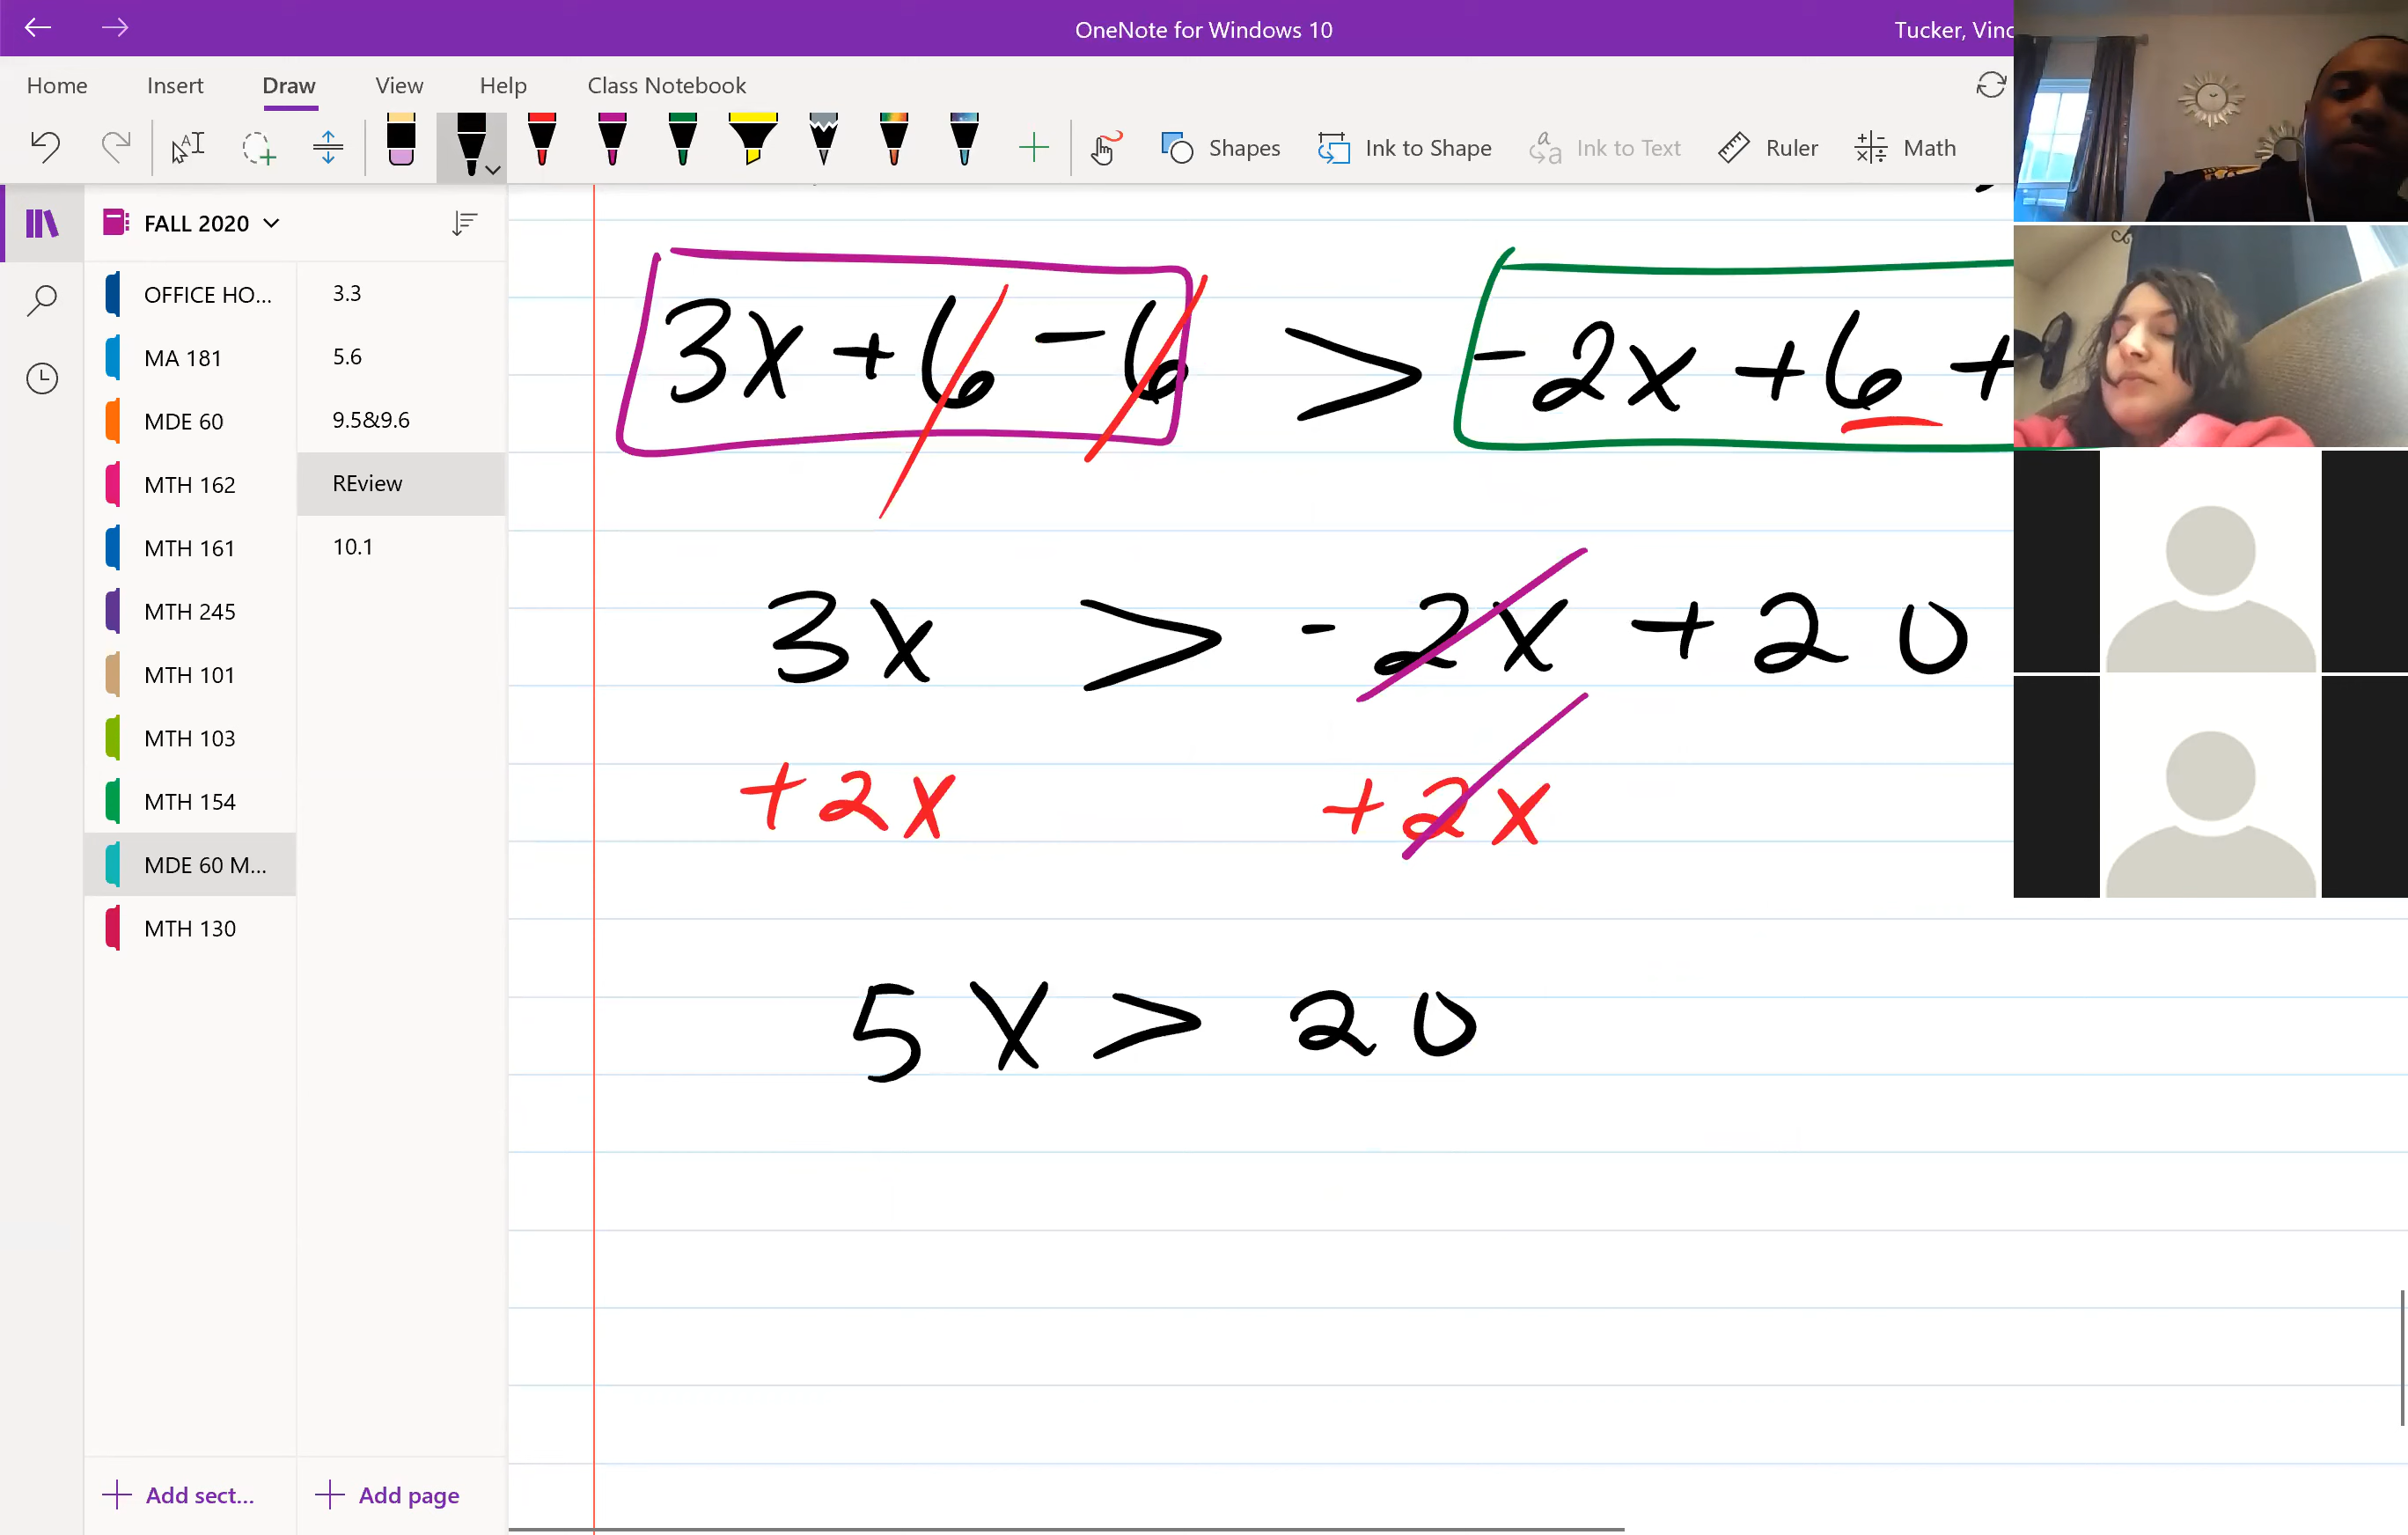 OneNote for Windows 10
Tucker, Vinc
Home Insert Draw View Help Class Notebook
Shapes Ink to Shape Ink to Text Ruler Math
FALL 2020
OFFICE HO...
MA 181
MDE 60
MTH 162
MTH 161
MTH 245
MTH 101
MTH 103
MTH 154
MDE 60 M...
MTH 130
Add sect...
3.3
5.6
9.5&9.6
REview
10.1
Add page
3x + 6 - 6 > -2x + 6 +
3x > -2x + 20
+2x +2x
5x > 20